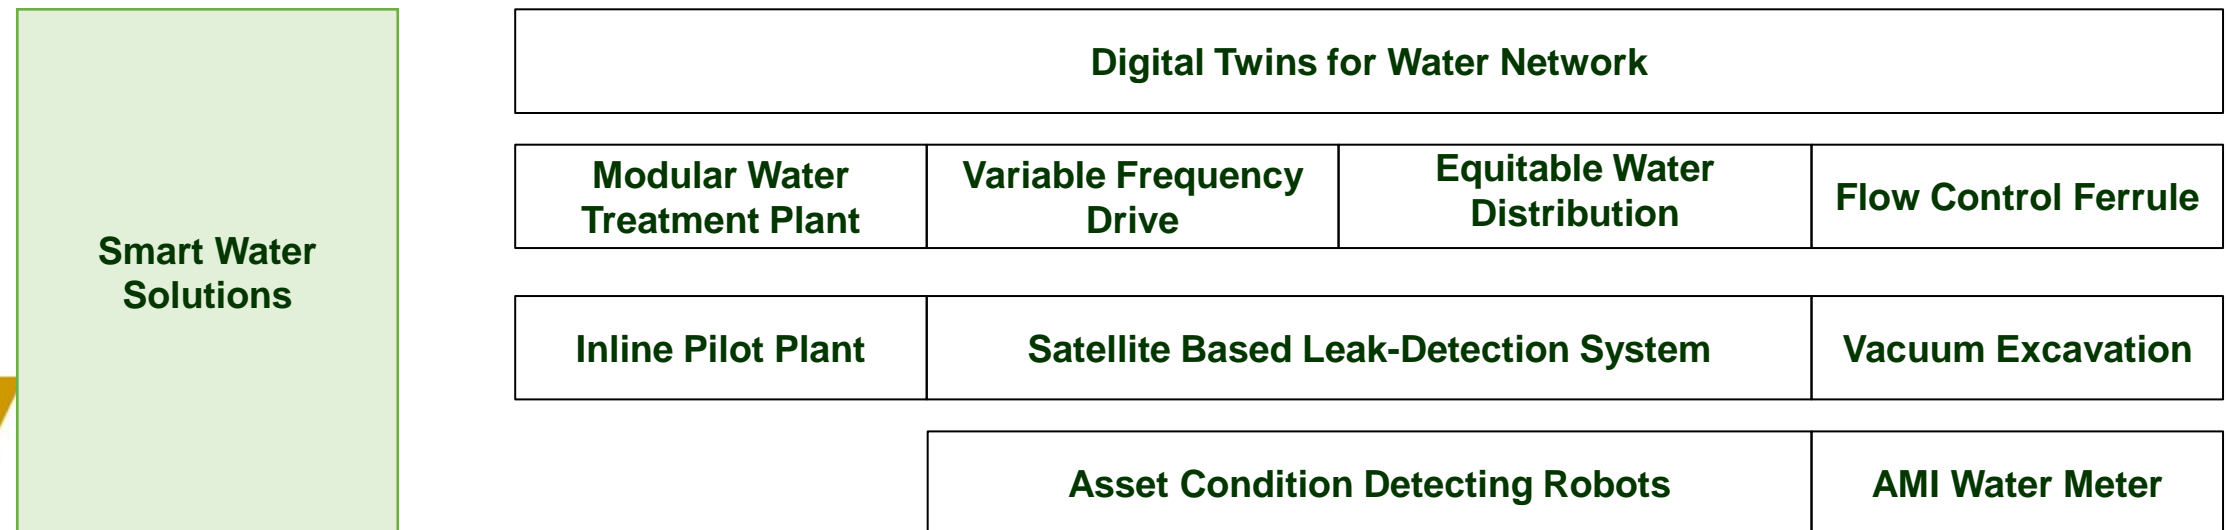 Smart Water
Solutions
Digital Twins for Water Network
Modular Water
Treatment Plant
Variable Frequency
Drive
Equitable Water
Distribution
Flow Control Ferrule
Inline Pilot Plant
Satellite Based Leak-Detection System
Vacuum Excavation
Asset Condition Detecting Robots
AMI Water Meter